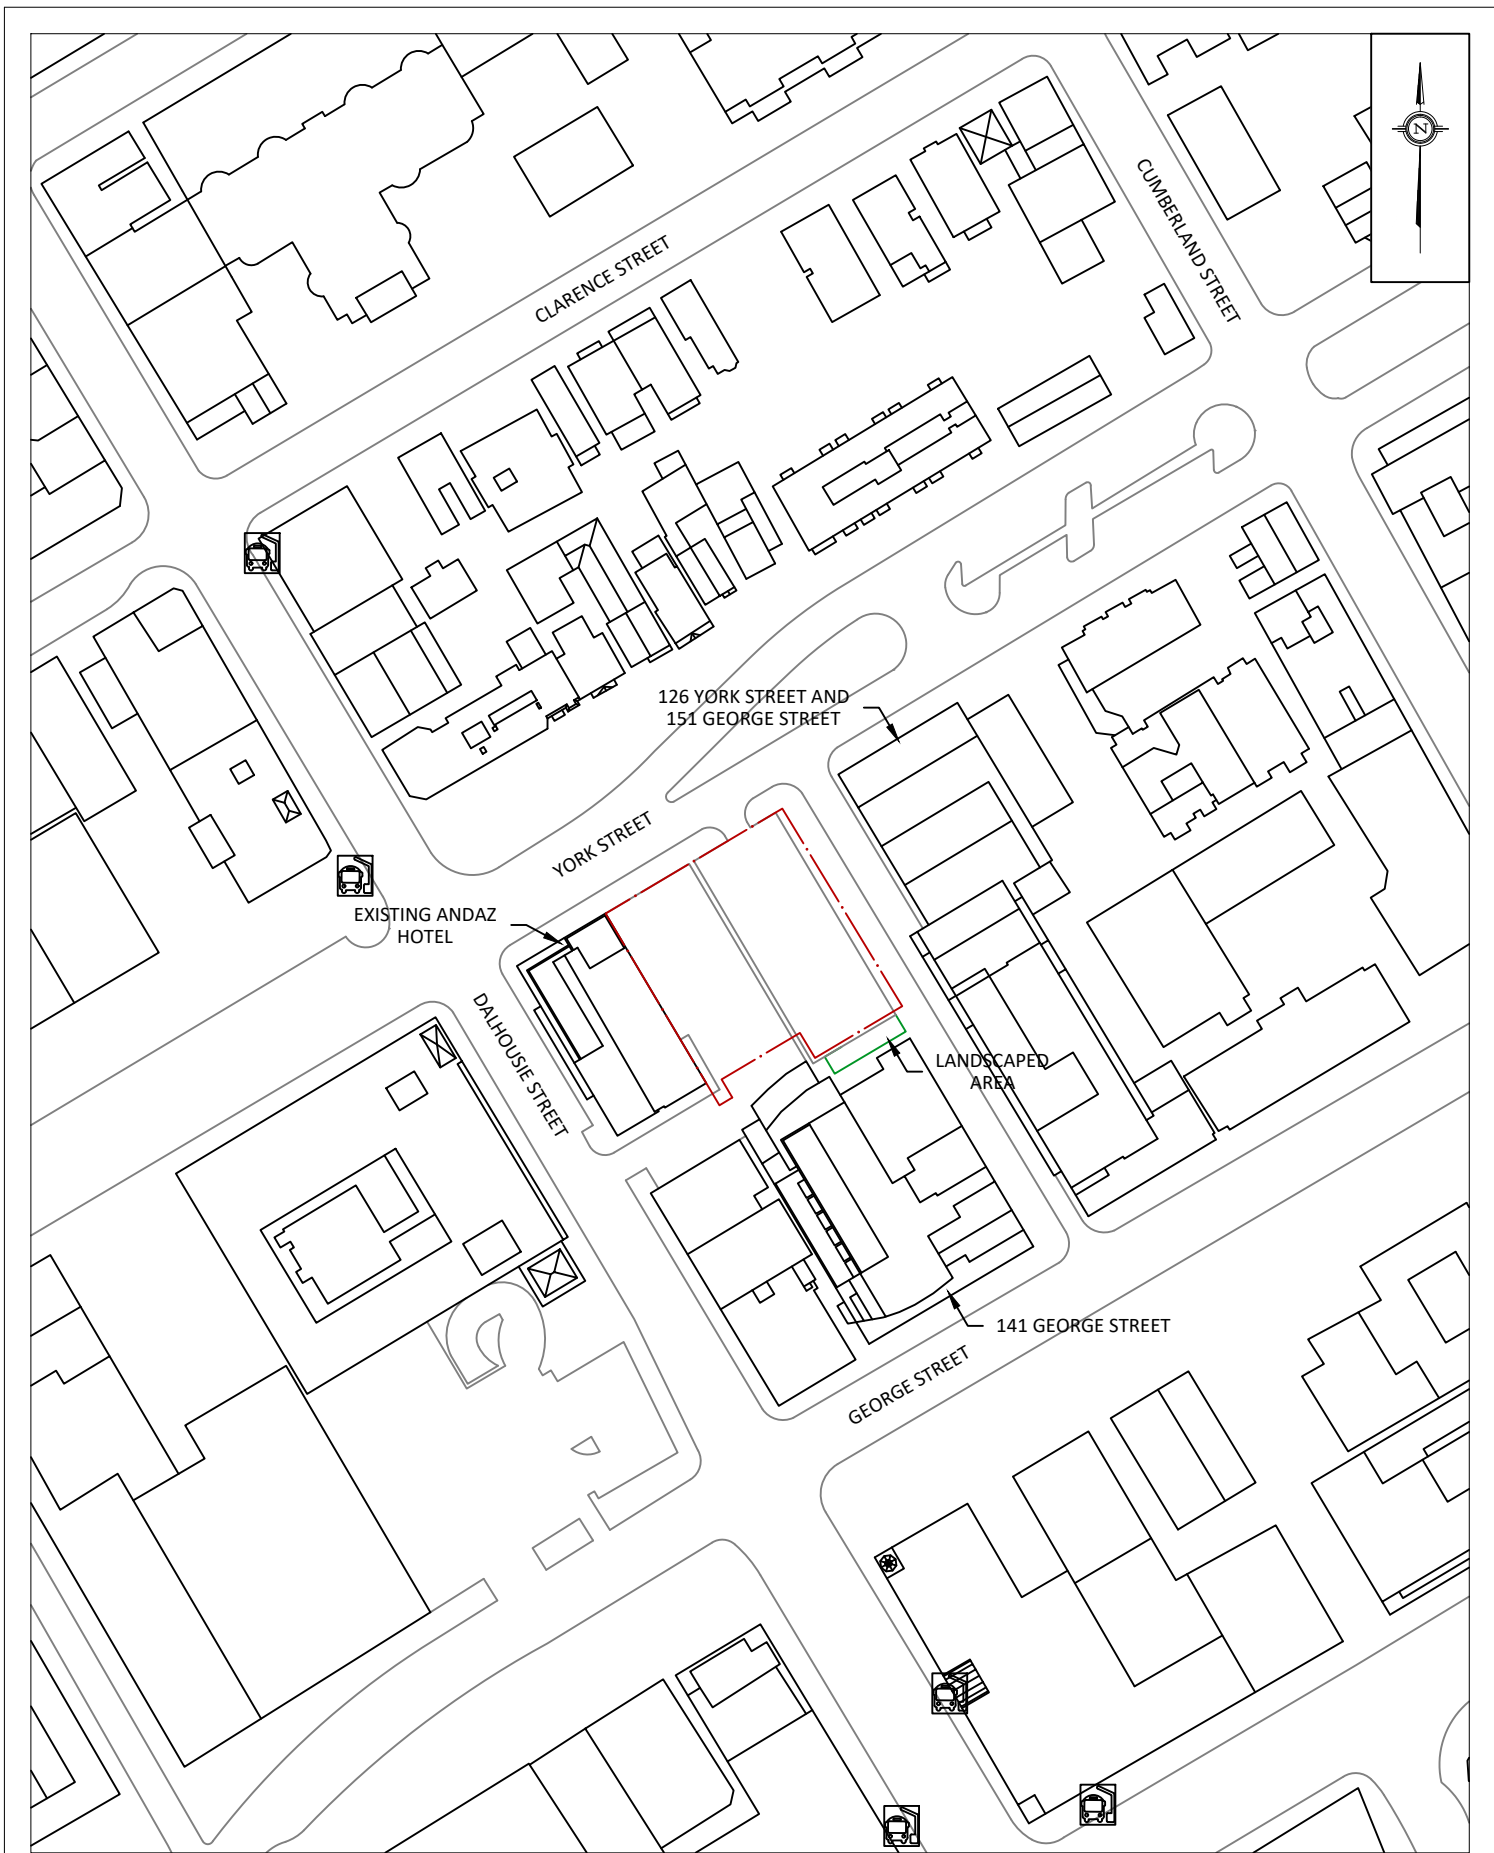 N
CUMBERLAND STREET
CLARENCE STREET
126 YORK STREET AND
151 GEORGE STREET
YORK STREET
EXISTING ANDAZ
HOTEL
DALHOUSIE STREET
LANDSCAPED
AREA
141 GEORGE STREET
GEORGE STREET